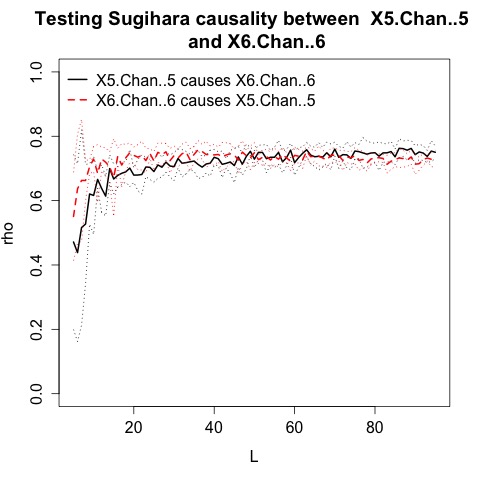 Testing Sugihara causality between  X5.Chan..5
and X6.Chan..6
X5.Chan..5 causes X6.Chan..6
X6.Chan..6 causes X5.Chan..5
1.0
0.8
0.6
0.4
0.2
0.0
rho
20 40 60 80
L